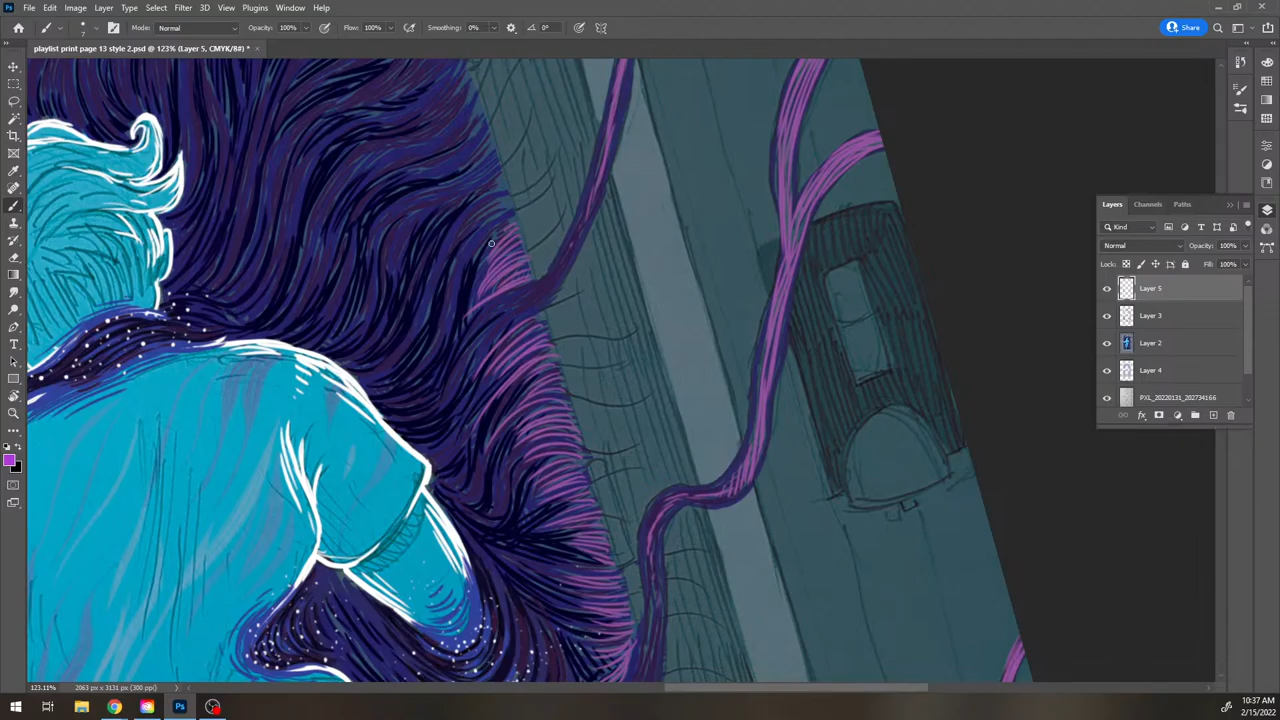 File Edit Image Layer Type Select Filter 3D View Plugins Window Help
7 Mode: Normal Opacity: 100% Flow: 100% Smoothing: 0% 0° Share
playlist print page 13 style 2.psd @ 123% (Layer 5, CMYK/8#) * ×
Layers Channels Paths
Kind
Normal Opacity: 100%
Lock: Fill: 100%
Layer 5
Layer 3
Layer 2
Layer 4
PXL_20220131_202734166
fx
123.11% 2063 px x 3131 px (300 ppi)
10:37 AM
2/15/2022